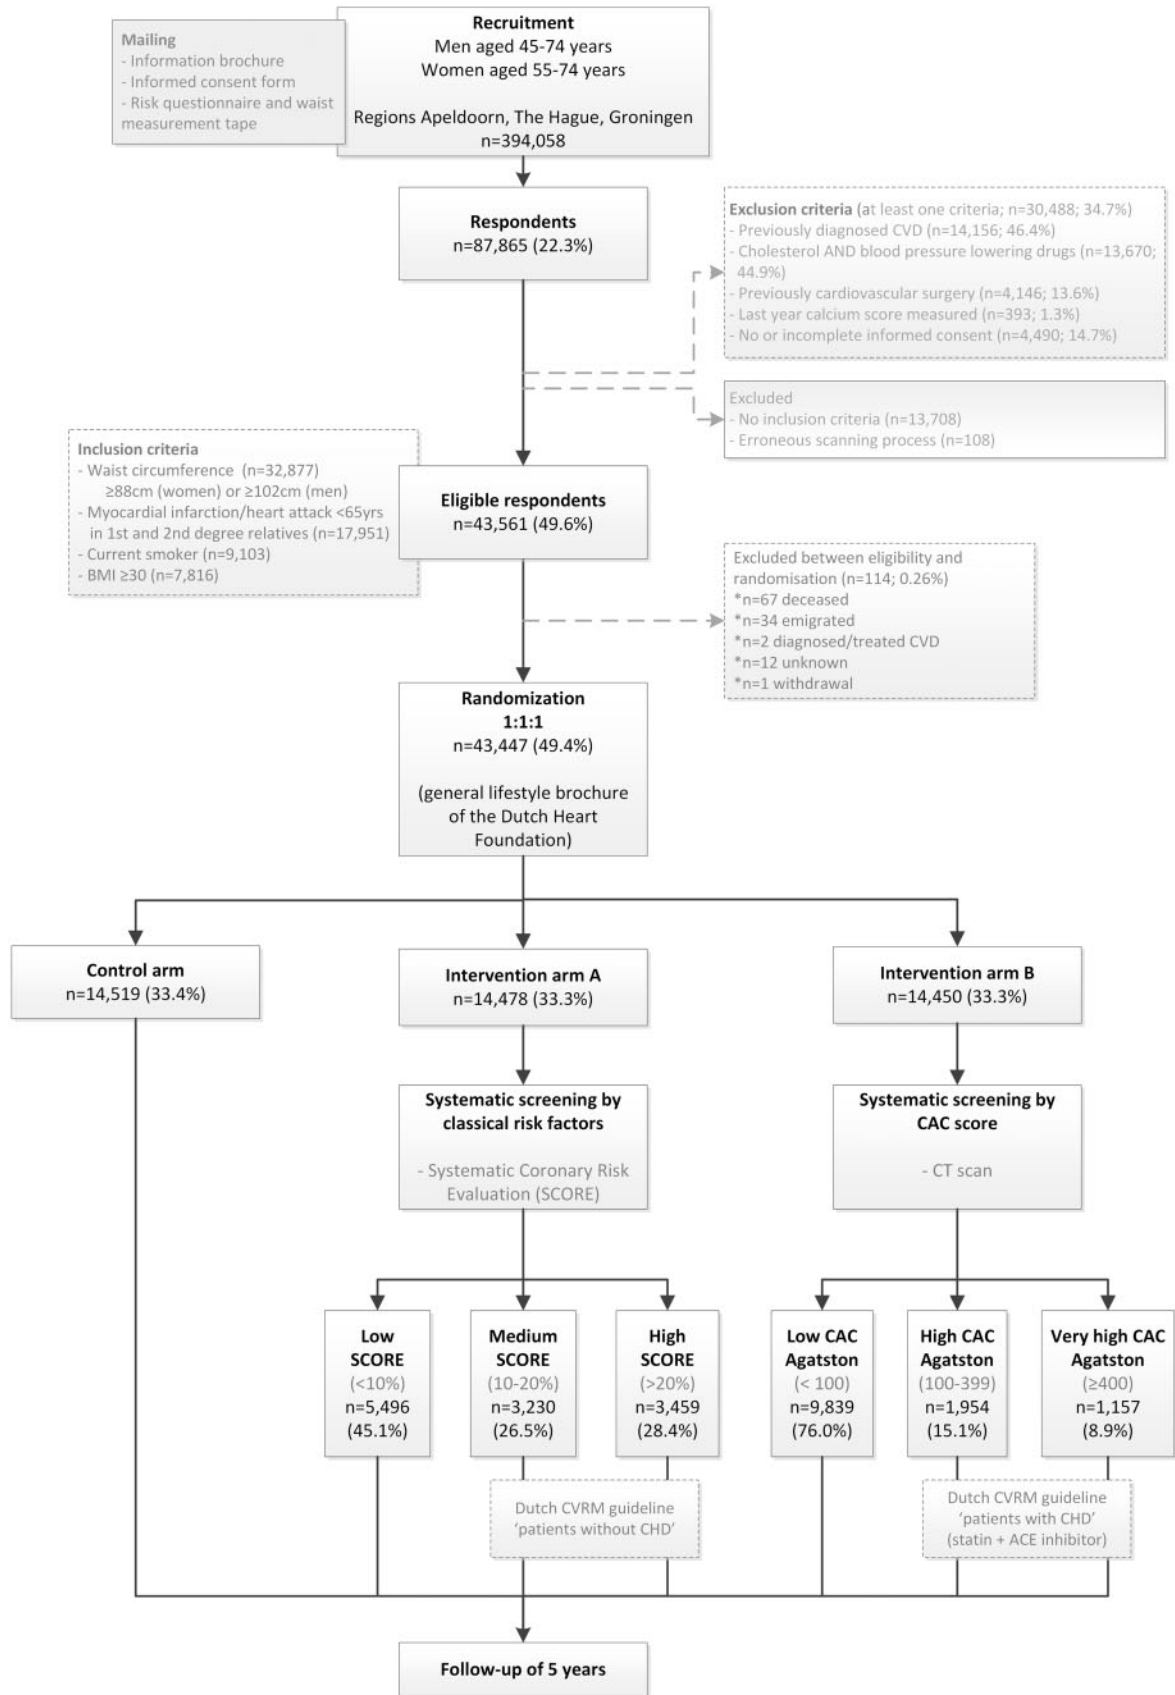 Recruitment
Men aged 45-74 years
Women aged 55-74 years
Regions Apeldoorn, The Hague, Groningen
n=394,058
Mailing
- Information brochure
- Informed consent form
- Risk questionnaire and waist
measurement tape
Respondents
n=87,865 (22.3%)
Exclusion criteria (at least one criteria; n=30,488; 34.7%)
- Previously diagnosed CVD (n=14,156; 46.4%)
- Cholesterol AND blood pressure lowering drugs (n=13,670;
44.9%)
- Previously cardiovascular surgery (n=4,146; 13.6%)
- Last year calcium score measured (n=393; 1.3%)
- No or incomplete informed consent (n=4,490; 14.7%)
Excluded
- No inclusion criteria (n=13,708)
- Erroneous scanning process (n=108)
Inclusion criteria
- Waist circumference (n=32,877)
≥88cm (women) or ≥102cm (men)
- Myocardial infarction/heart attack <65yrs
in 1st and 2nd degree relatives (n=17,951)
- Current smoker (n=9,103)
- BMI ≥30 (n=7,816)
Eligible respondents
n=43,561 (49.6%)
Excluded between eligibility and
randomisation (n=114; 0.26%)
*n=67 deceased
*n=34 emigrated
*n=2 diagnosed/treated CVD
*n=12 unknown
*n=1 withdrawal
Randomization
1:1:1
n=43,447 (49.4%)
(general lifestyle brochure
of the Dutch Heart
Foundation)
Control arm
n=14,519 (33.4%)
Intervention arm A
n=14,478 (33.3%)
Intervention arm B
n=14,450 (33.3%)
Systematic screening by
classical risk factors
- Systematic Coronary Risk
Evaluation (SCORE)
Systematic screening by
CAC score
- CT scan
Low
SCORE
(<10%)
n=5,496
(45.1%)
Medium
SCORE
(10-20%)
n=3,230
(26.5%)
High
SCORE
(>20%)
n=3,459
(28.4%)
Low CAC
Agatston
(< 100)
n=9,839
(76.0%)
High CAC
Agatston
(100-399)
n=1,954
(15.1%)
Very high CAC
Agatston
(≥400)
n=1,157
(8.9%)
Dutch CVRM guideline
‘patients without CHD’
Dutch CVRM guideline
‘patients with CHD’
(statin + ACE inhibitor)
Follow-up of 5 years